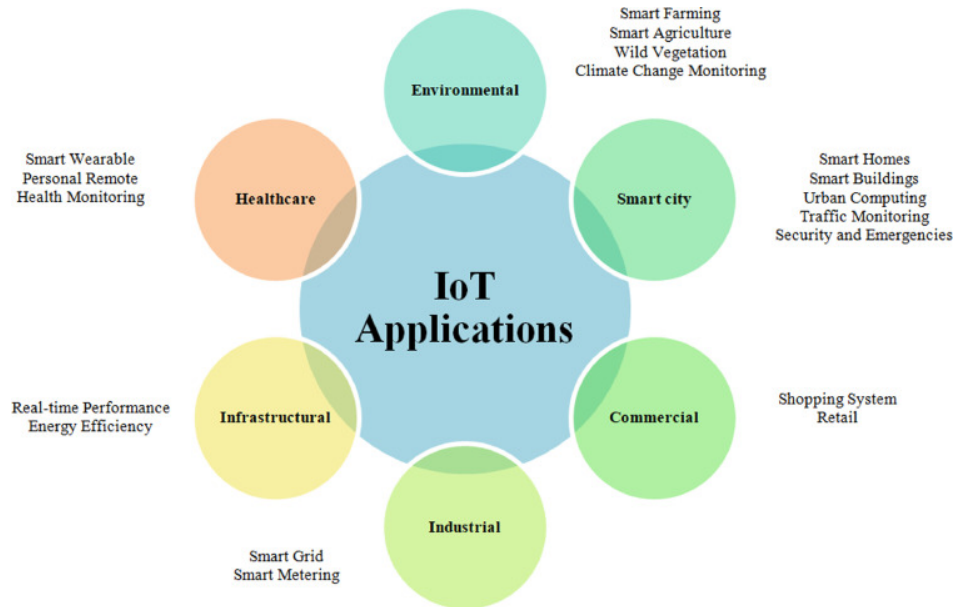 Smart Farming
Smart Agriculture
Wild Vegetation
Climate Change Monitoring
Environmental
Smart Wearable
Personal Remote
Health Monitoring
Healthcare
Smart city
Smart Homes
Smart Buildings
Urban Computing
Traffic Monitoring
Security and Emergencies
IoT
Applications
Real-time Performance
Energy Efficiency
Infrastructural
Commercial
Shopping System
Retail
Industrial
Smart Grid
Smart Metering